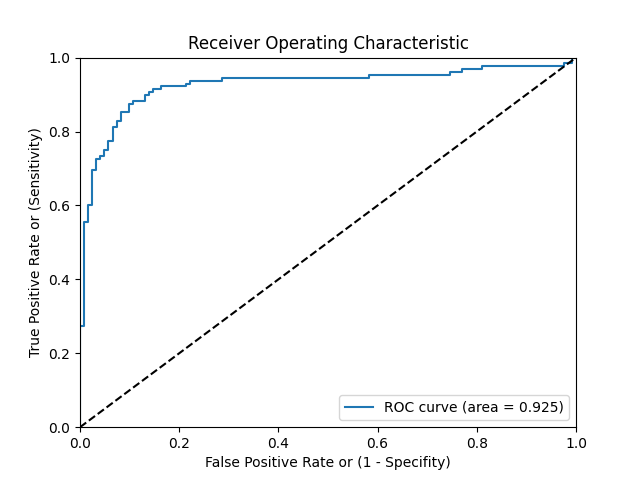 Receiver Operating Characteristic
1.0
0.8
0.6
0.4
0.2
0.0
True Positive Rate or (Sensitivity)
ROC curve (area = 0.925)
0.0 0.2 0.4 0.6 0.8 1.0
False Positive Rate or (1 - Specifity)